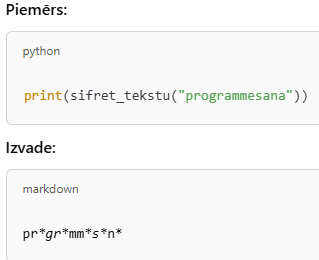 Piemērs:
python
print(sifret_tekstu("programmesana"))
Izvade:
markdown
pr*gr*mm*s*n*